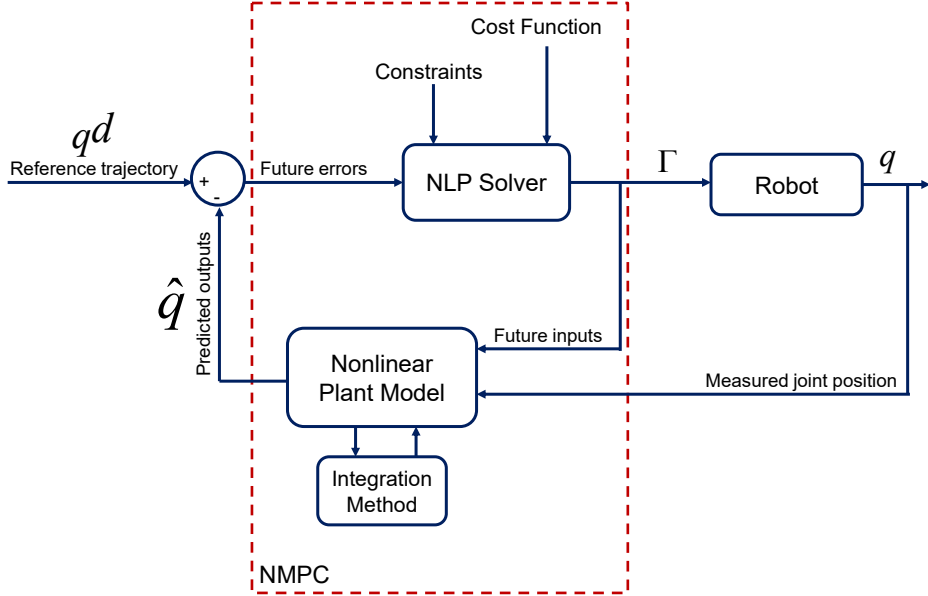 Cost Function
Constraints
qd
Reference trajectory
+
-
Future errors
NLP Solver
Γ
Robot
q
q̂
Predicted outputs
Future inputs
Nonlinear
Plant Model
Measured joint position
Integration
Method
NMPC